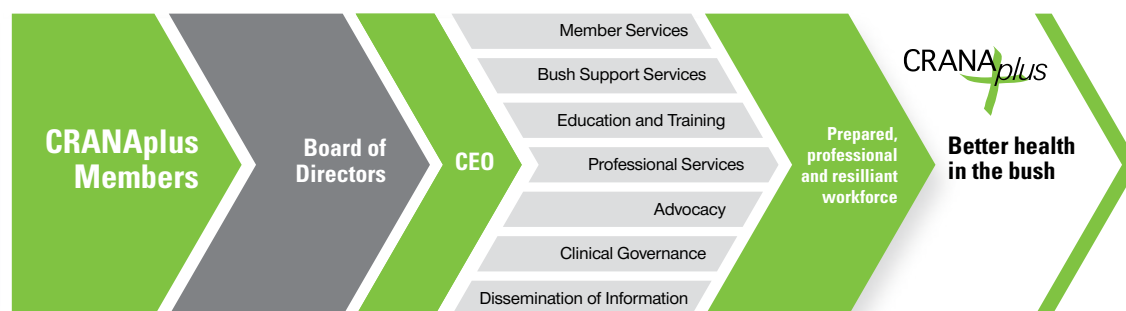 CRANAplus
Members
Board of
Directors
CEO
Member Services
Bush Support Services
Education and Training
Professional Services
Advocacy
Clinical Governance
Dissemination of Information
Prepared,
professional
and resilliant
workforce
CRANAplus
Better health
in the bush